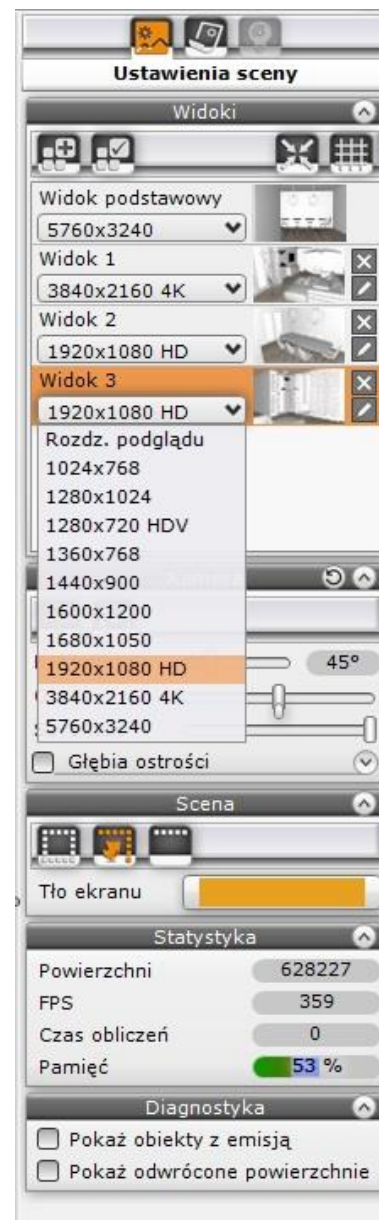 Ustawienia sceny
Widoki
Widok podstawowy
5760x3240
Widok 1
3840x2160 4K
Widok 2
1920x1080 HD
Widok 3
1920x1080 HD
Rozdz. podglądu
1024x768
1280x1024
1280x720 HDV
1360x768
1440x900
1600x1200
1680x1050
1920x1080 HD
45°
3840x2160 4K
5760x3240
Głębia ostrości
Scena
Tło ekranu
Statystyka
Powierzchni 628227
FPS 359
Czas obliczeń 0
Pamięć 53 %
Diagnostyka
Pokaż obiekty z emisją
Pokaż odwrócone powierzchnie